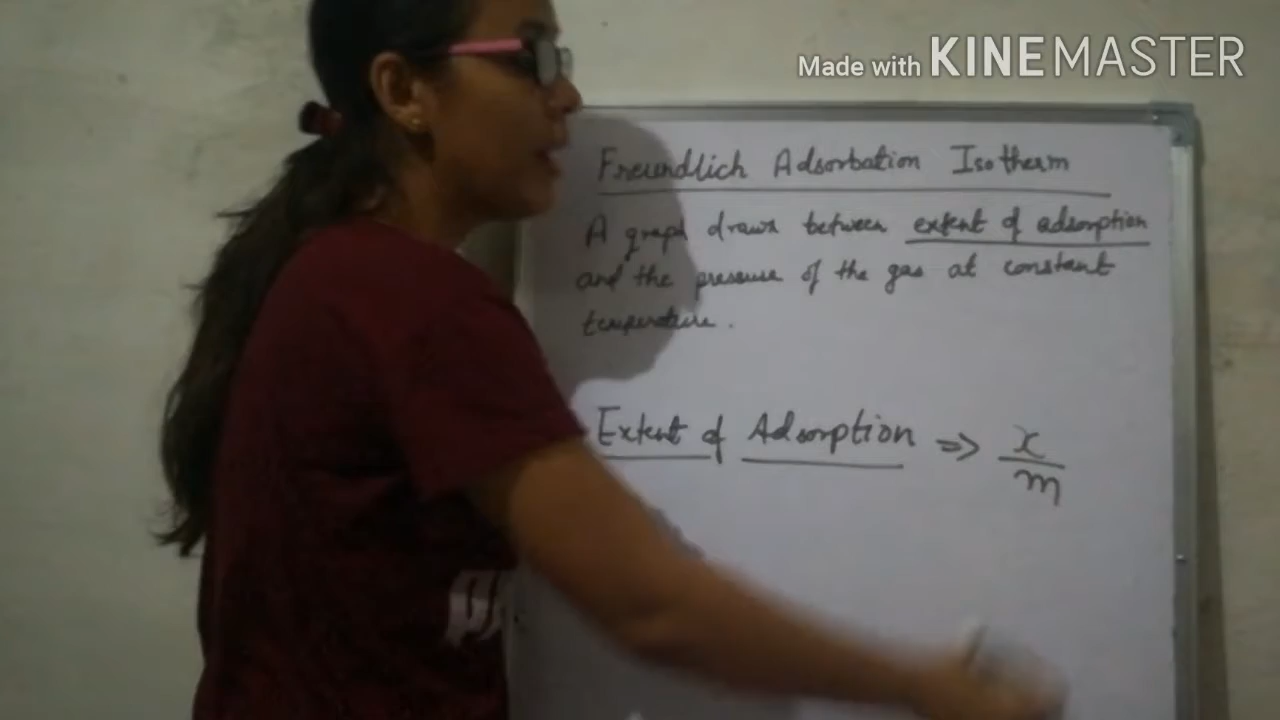 Made with KINEMASTER
Freundlich Adsorbation Isotherm
A graph drawn between extent of adsorption
and the pressure of the gas at constant
temperature.
Extent of Adsorption => x/m